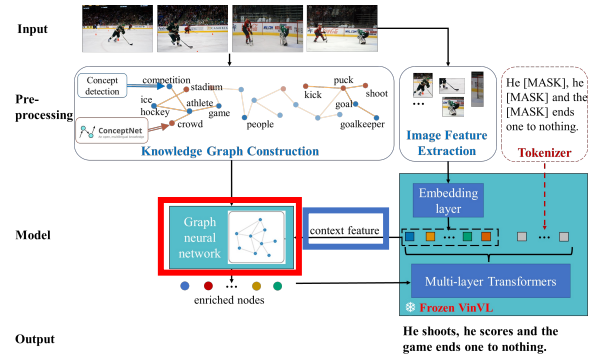 Input
Concept
detection
competition
stadium
ice
hockey
athlete
game
crowd
ConceptNet
people
puck
kick
shoot
goal
goalkeeper
Knowledge Graph Construction
Pre-
processing
...
Image Feature
Extraction
He [MASK], he
[MASK] and the
[MASK] ends
one to nothing.
Tokenizer
Model
Graph
neural
network
context feature
Embedding
layer
...
...
Multi-layer Transformers
Frozen VinVL
...
enriched nodes
Output
He shoots, he scores and the
game ends one to nothing.